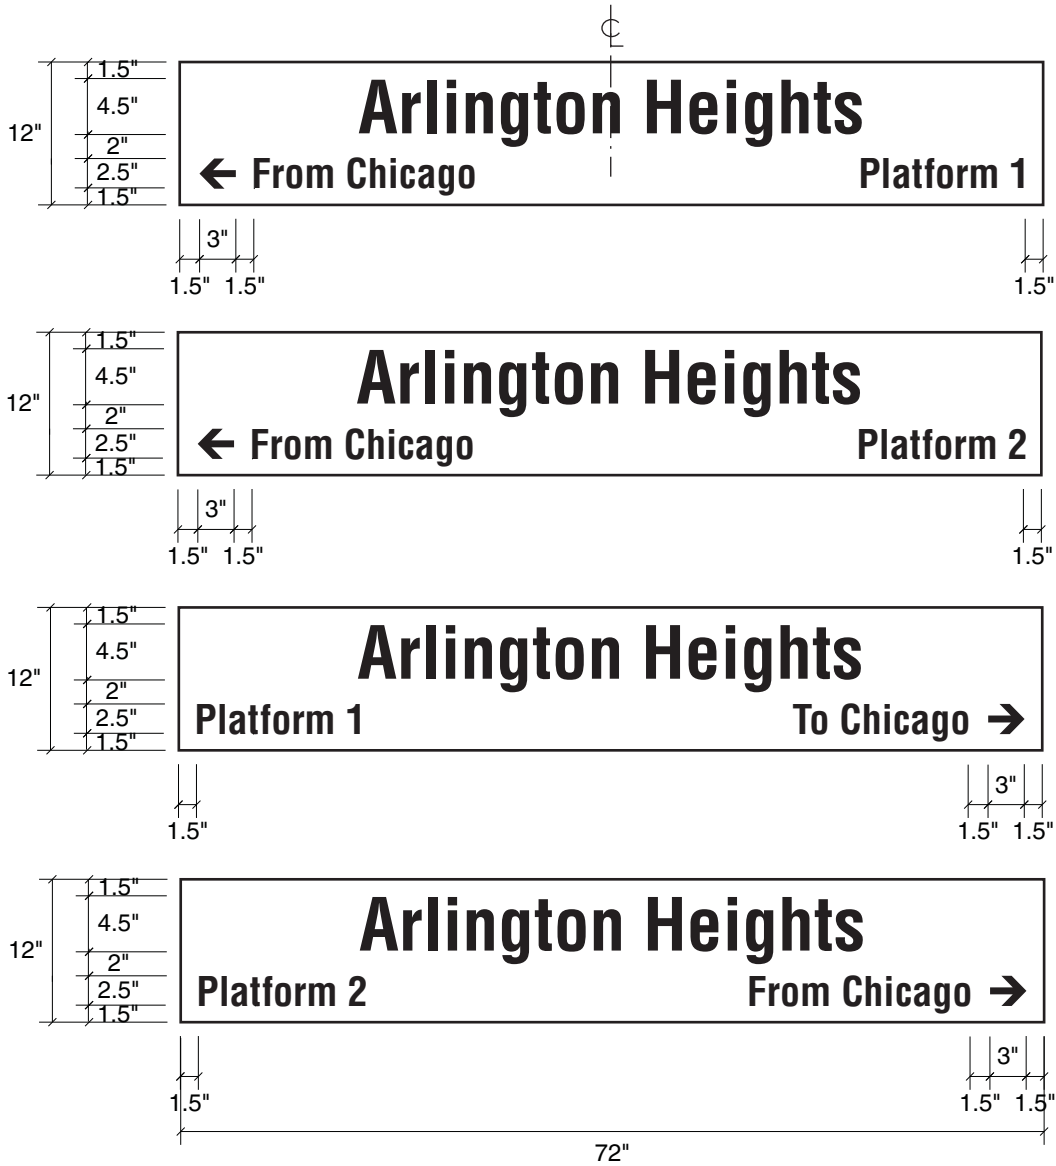 ℄
1.5"
4.5"
12"
2"
2.5"
1.5"
Arlington Heights
← From Chicago Platform 1
3"
1.5" 1.5" 1.5"
1.5"
4.5"
12"
2"
2.5"
1.5"
Arlington Heights
← From Chicago Platform 2
3"
1.5" 1.5" 1.5"
1.5"
4.5"
12"
2"
2.5"
1.5"
Arlington Heights
Platform 1 To Chicago →
3"
1.5" 1.5" 1.5"
1.5"
4.5"
12"
2"
2.5"
1.5"
Arlington Heights
Platform 2 From Chicago →
3"
1.5" 1.5" 1.5"
72"